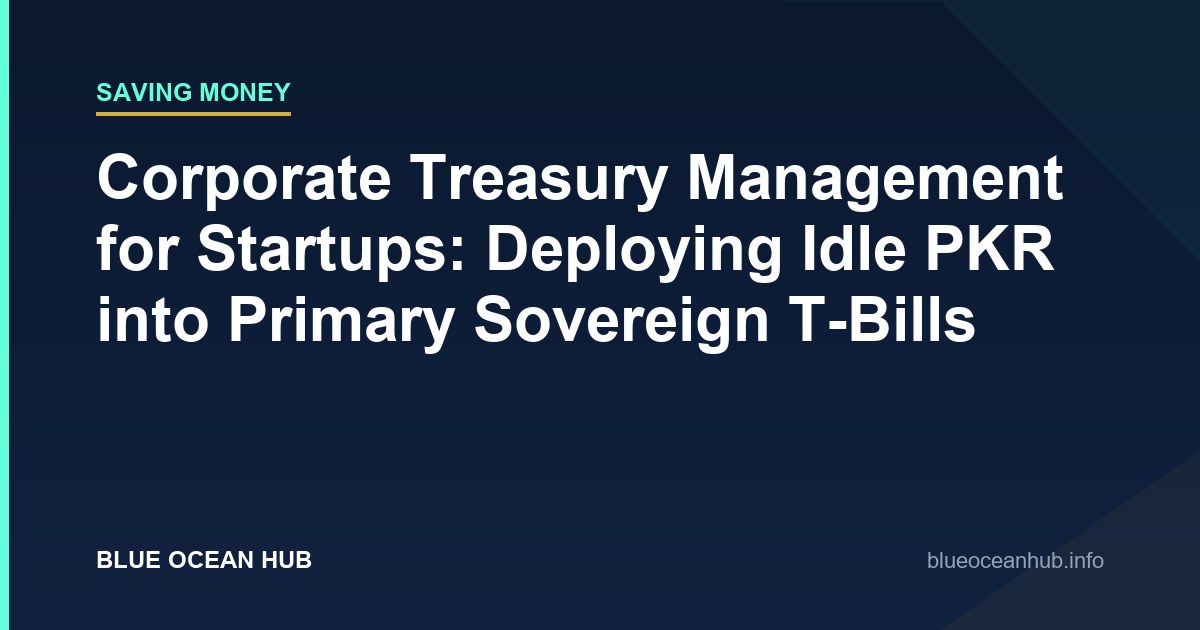 SAVING MONEY
Corporate Treasury Management
for Startups: Deploying Idle PKR
into Primary Sovereign T-Bills
BLUE OCEAN HUB
blueoceanhub.info